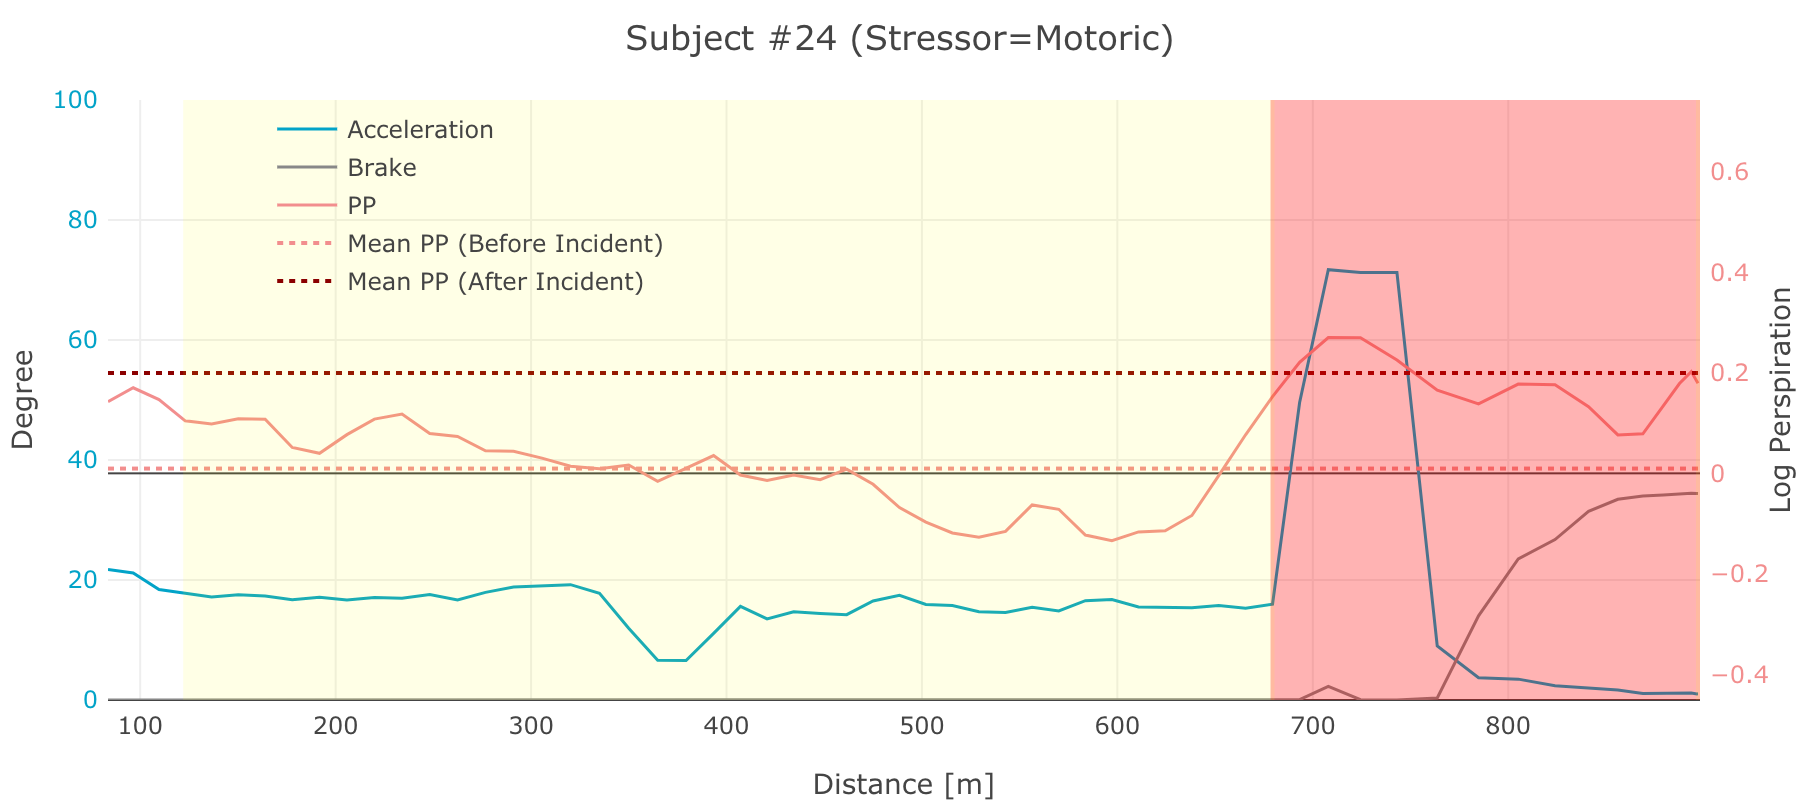 Subject #24 (Stressor=Motoric)
Acceleration
Brake
PP
Mean PP (Before Incident)
Mean PP (After Incident)
100
80
60
40
20
0
Degree
0.6
0.4
0.2
0
−0.2
−0.4
Log Perspiration
100 200 300 400 500 600 700 800
Distance [m]